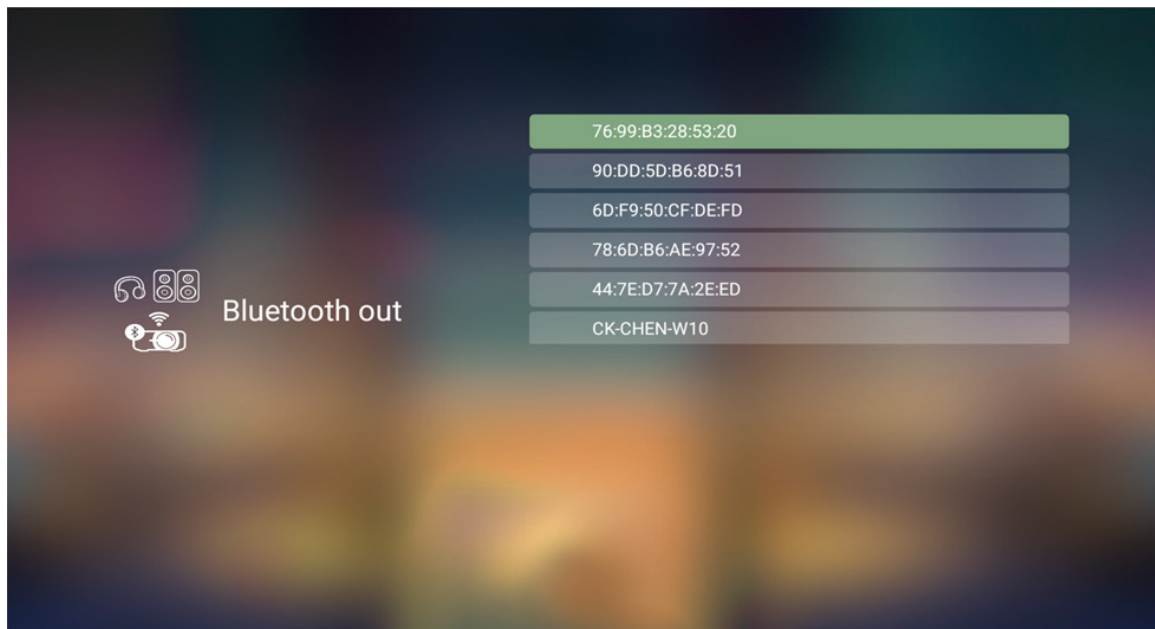 Bluetooth out
76:99:B3:28:53:20
90:DD:5D:B6:8D:51
6D:F9:50:CF:DE:FD
78:6D:B6:AE:97:52
44:7E:D7:7A:2E:ED
CK-CHEN-W10